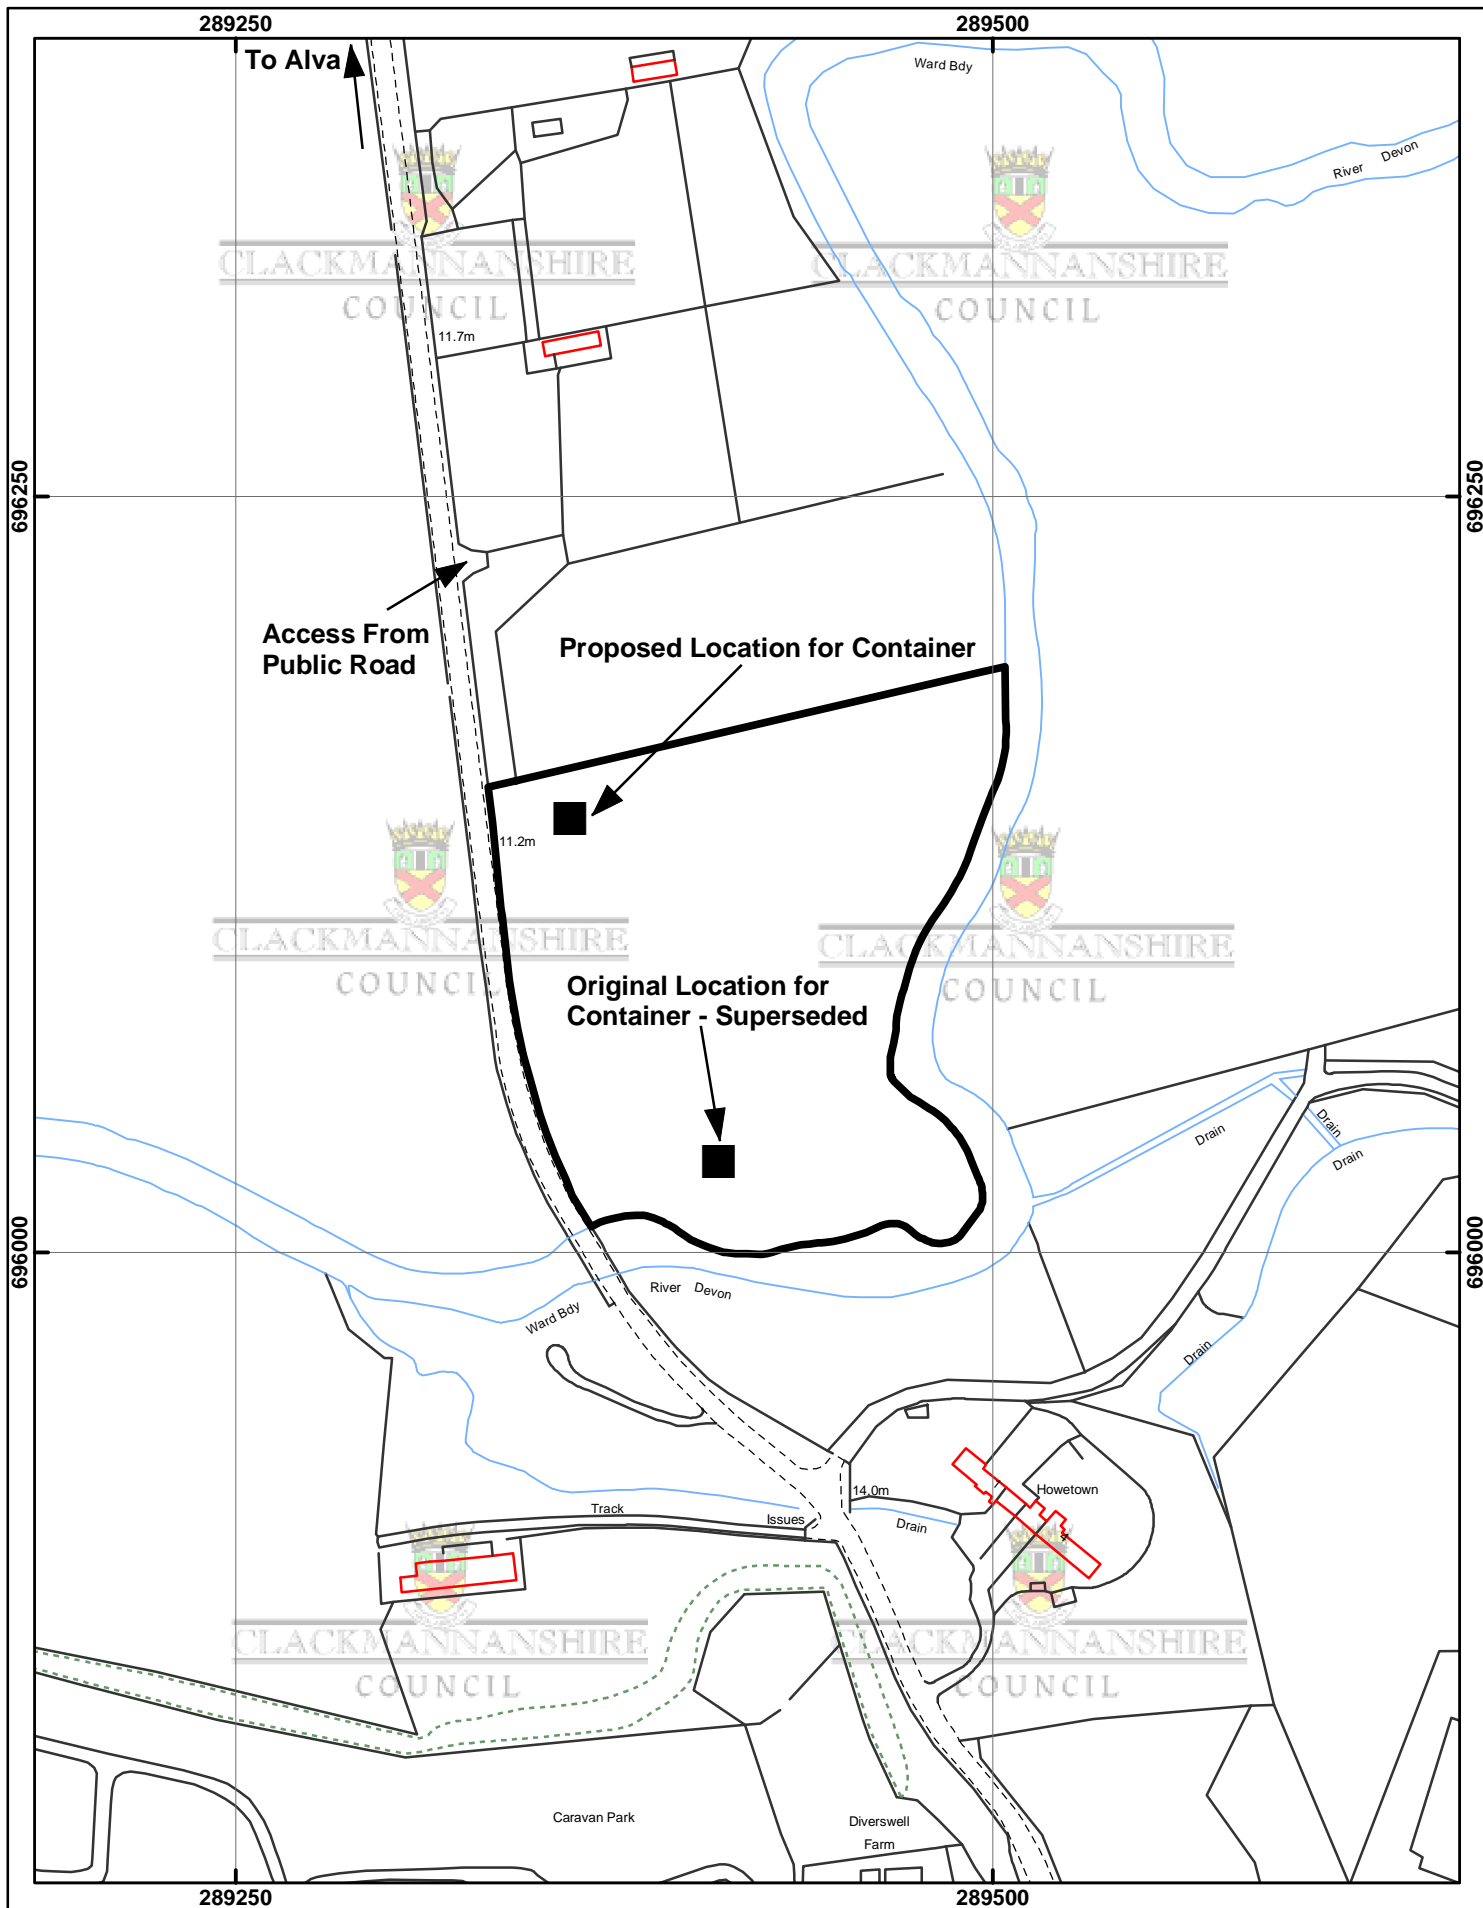 289250
289500
To Alva
Ward Bdy
River Devon
CLACKMANNANSHIRE
COUNCIL
CLACKMANNANSHIRE
COUNCIL
11.7m
696250
696250
Access From
Public Road
Proposed Location for Container
11.2m
CLACKMANNANSHIRE
COUNCIL
CLACKMANNANSHIRE
COUNCIL
Original Location for
Container - Superseded
Drain
Drain
Drain
696000
696000
River Devon
Ward Bdy
Drain
14.0m
Howetown
Track
Issues
Drain
CLACKMANNANSHIRE
COUNCIL
CLACKMANNANSHIRE
COUNCIL
Caravan Park
Diverswell
Farm
289250
289500